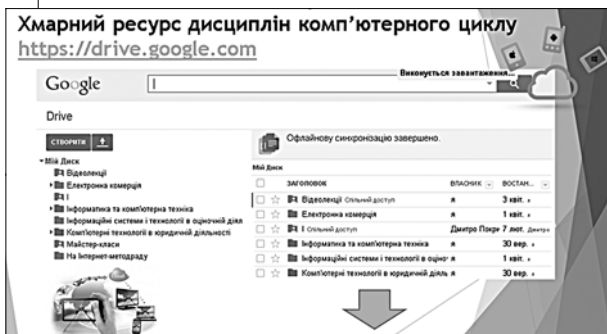 Хмарний ресурс дисциплін комп’ютерного циклу
https://drive.google.com
Виконується завантаження...
Google
Drive
СТВОРИТИ
Офлайнову синхронізацію завершено.
Мій Диск
Відеолекції
Електронна комерція
І
Інформатика та комп'ютерна техніка
Інформаційні системи і технології в оціночній діял
Комп'ютерні технології в юридичній діяльності
Майстер-класи
На Інтернет-методраду
Мій Диск
ЗАГОЛОВОК ВЛАСНИК ВОСТАН...
Відеолекції Спільний доступ я 3 квіт. я
Електронна комерція я 1 квіт. я
І Спільний доступ Дмитро Покри 7 лют. Дмитро
Інформатика та комп'ютерна техніка я 30 вер. я
Інформаційні системи і технології в оціно я 1 квіт. я
Комп'ютерні технології в юридичній діяль я 30 вер. я